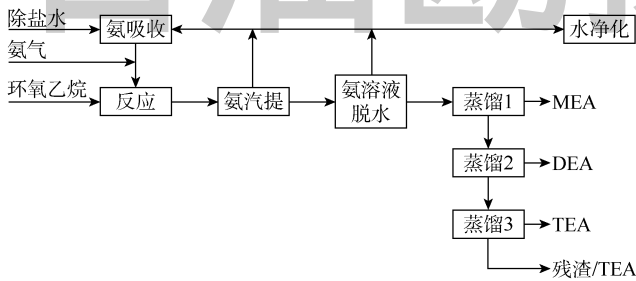 除盐水
氨吸收
水净化
氨气
环氧乙烷
反应
氨汽提
氨溶液
脱水
蒸馏1
MEA
蒸馏2
DEA
蒸馏3
TEA
残渣/TEA